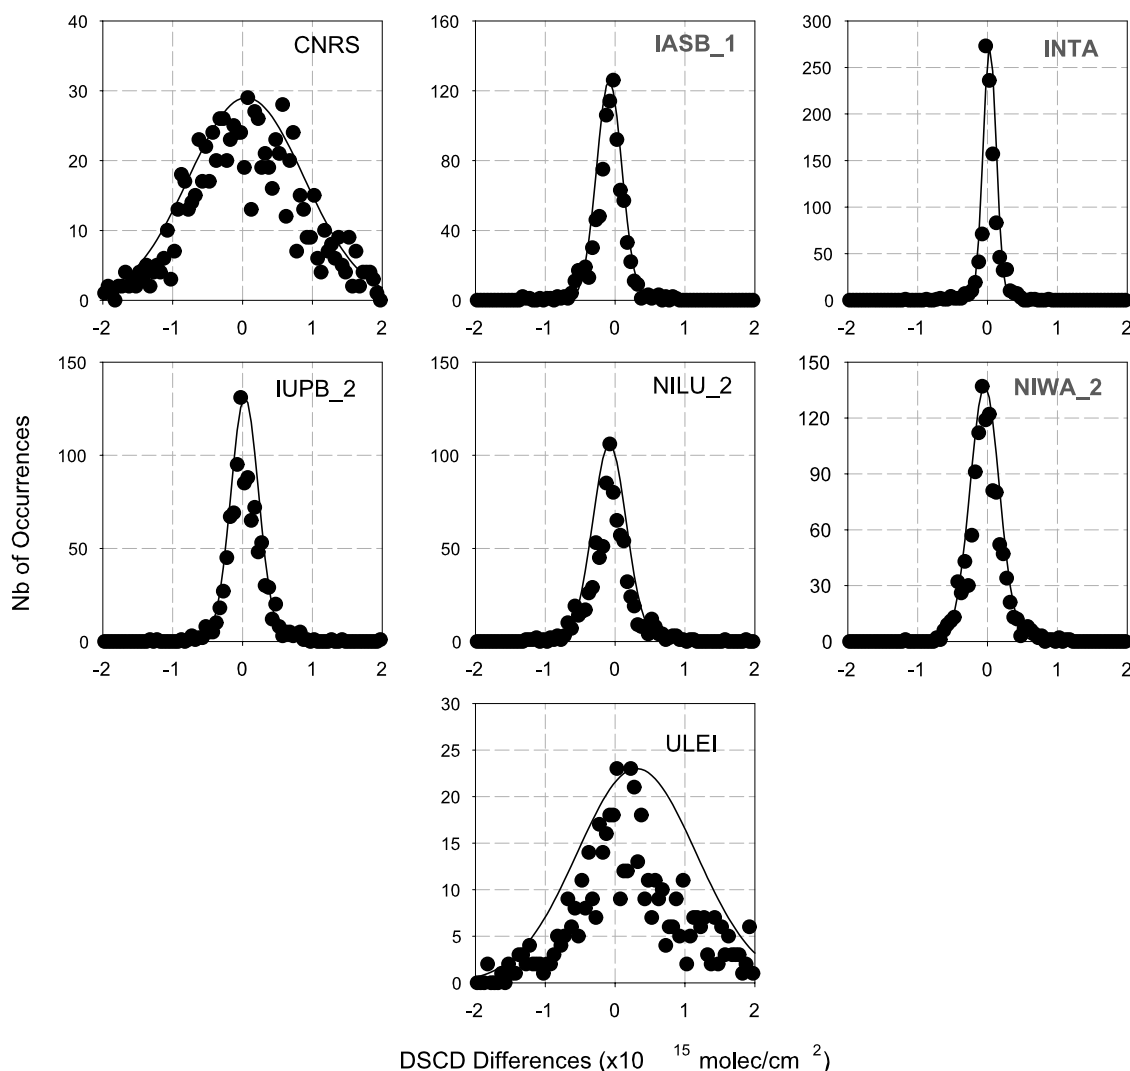 CNRS
40
30
20
10
0
-2 -1 0 1 2
IASB_1
160
120
80
40
0
-2 -1 0 1 2
INTA
300
250
200
150
100
50
0
-2 -1 0 1 2
IUPB_2
150
100
50
0
-2 -1 0 1 2
NILU_2
150
100
50
0
-2 -1 0 1 2
NIWA_2
150
120
90
60
30
0
-2 -1 0 1 2
ULEI
30
25
20
15
10
5
0
-2 -1 0 1 2
Nb of Occurrences
DSCD Differences (x10 15 molec/cm 2)